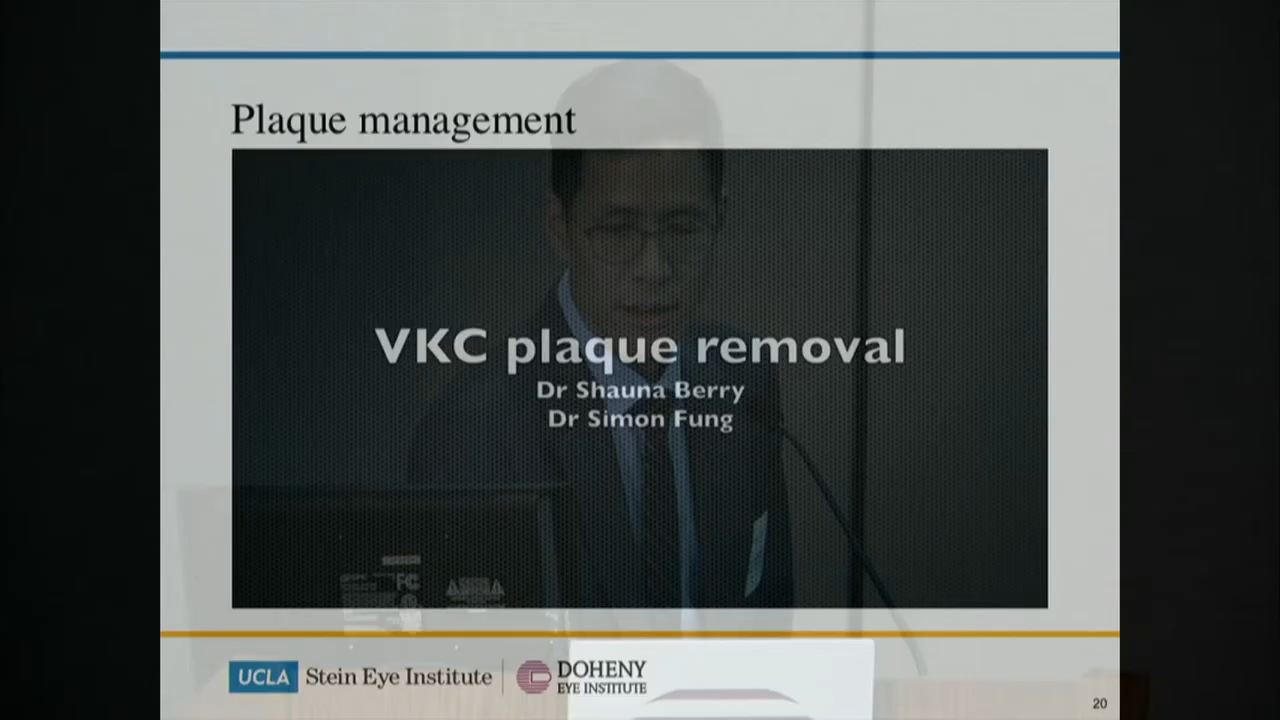 Plaque management
VKC plaque removal
Dr Shauna Berry
Dr Simon Fung
UCLA Stein Eye Institute
DOHENY
EYE INSTITUTE
20
FC